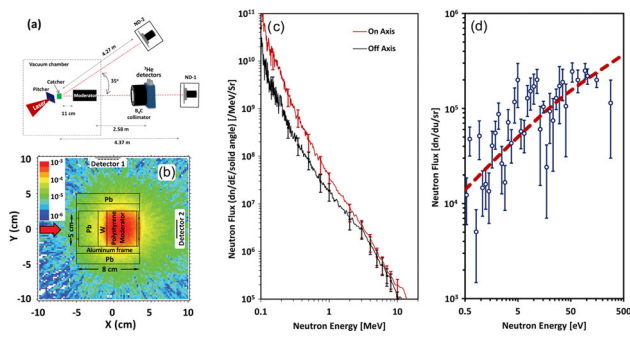 (a)
ND-2
4.27 m
Vacuum chamber
Catcher
Pitcher
Laser
Moderator
35°
³He
detectors
ND-1
B₄C
collimator
11 cm
2.58 m
4.37 m
10⁻³
10⁻⁴
10⁻⁵
10⁻⁶
Detector 1
(b)
Detector 2
Pb
Pb
W
Polystyrene
Moderator
5 cm
Aluminum frame
Pb
8 cm
Y (cm)
10
5
0
-5
-10
-10
-5
0
5
10
X (cm)
(c)
On Axis
Off Axis
Neutron Flux (dn/dE/solid angle) [/MeV/Sr]
10¹¹
10¹⁰
10⁹
10⁸
10⁷
10⁶
10⁵
0.1
1
10
Neutron Energy [MeV]
(d)
Neutron Flux (dn/du/sr)
10⁶
10⁵
10⁴
10³
0.5
5
50
500
Neutron Energy [eV]